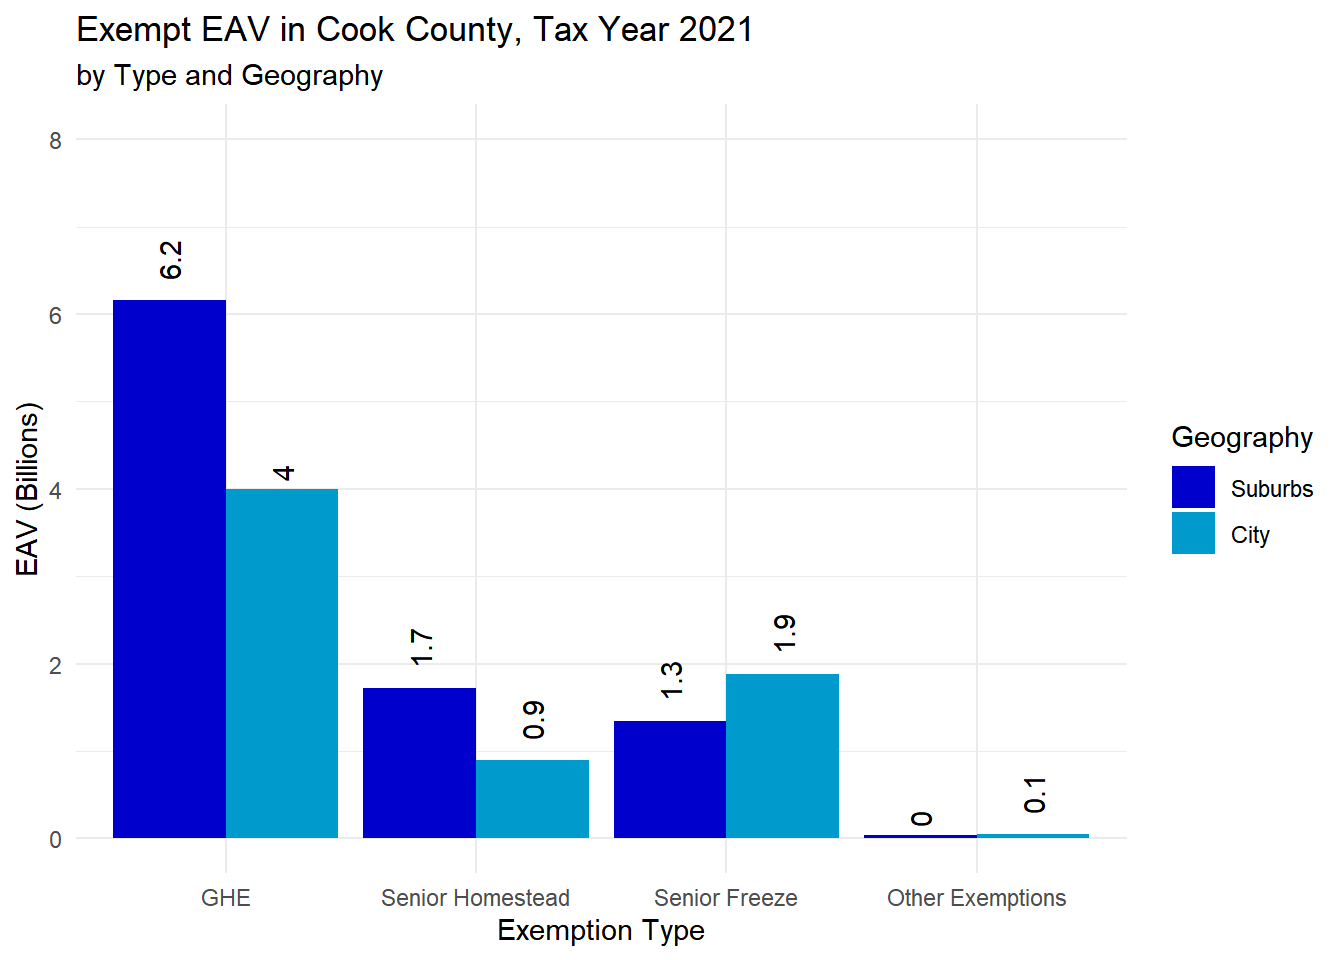 Exempt EAV in Cook County, Tax Year 2021
by Type and Geography
EAV (Billions)
8
6
4
2
0
6.2
4
1.7
0.9
1.3
1.9
0
0.1
GHE
Senior Homestead
Senior Freeze
Other Exemptions
Exemption Type
Geography
Suburbs
City